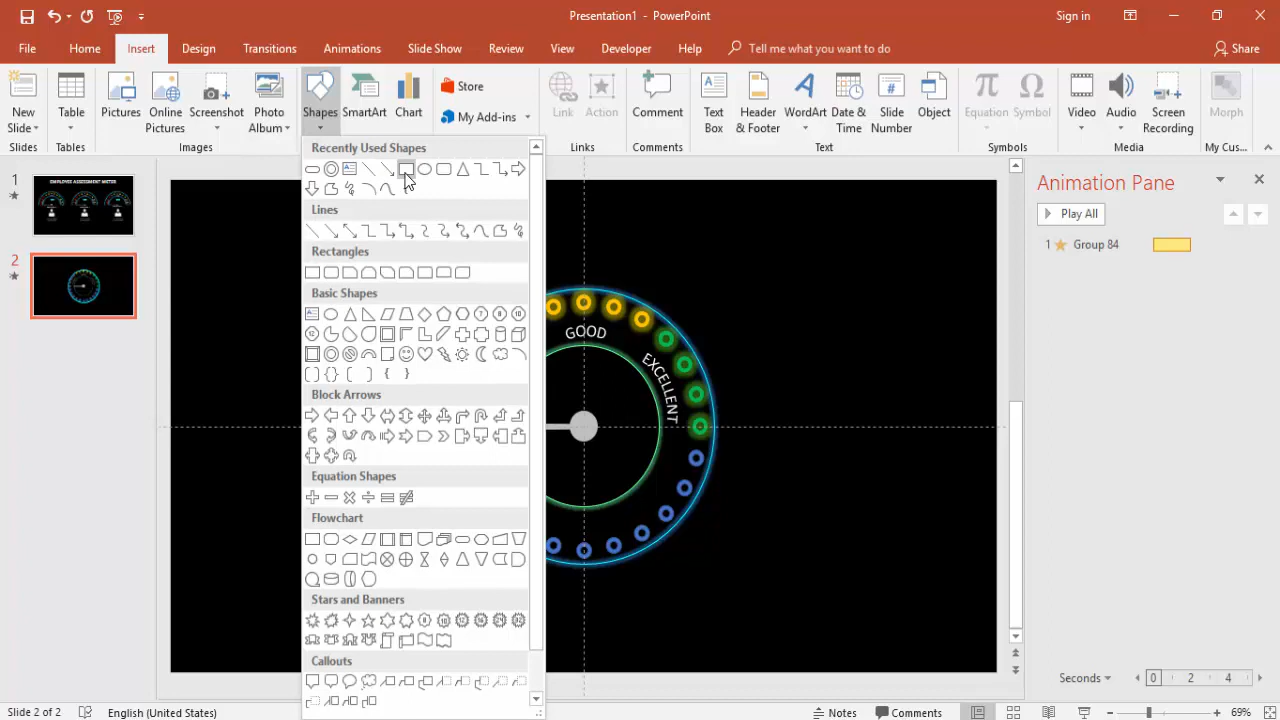 Presentation1 - PowerPoint
Sign in
File Home Insert Design Transitions Animations Slide Show Review View Developer Help Tell me what you want to do Share
New Slide
Table
Pictures
Online Pictures
Screenshot
Photo Album
Shapes
SmartArt
Chart
Store
My Add-ins
Link
Action
Comment
Text Box
Header & Footer
WordArt
Date & Time
Slide Number
Object
Equation
Symbol
Video
Audio
Screen Recording
Morph
Slides
Tables
Images
Links
Comments
Text
Symbols
Media
My Cus...
Recently Used Shapes
Lines
Rectangles
Basic Shapes
Block Arrows
Equation Shapes
Flowchart
Stars and Banners
Callouts
1
EMPLOYEE ASSESSMENT METER
2
GOOD
EXCELLENT
Animation Pane
Play All
1 Group 84
Seconds 0 2 4
Slide 2 of 2 English (United States) Notes Comments 69%